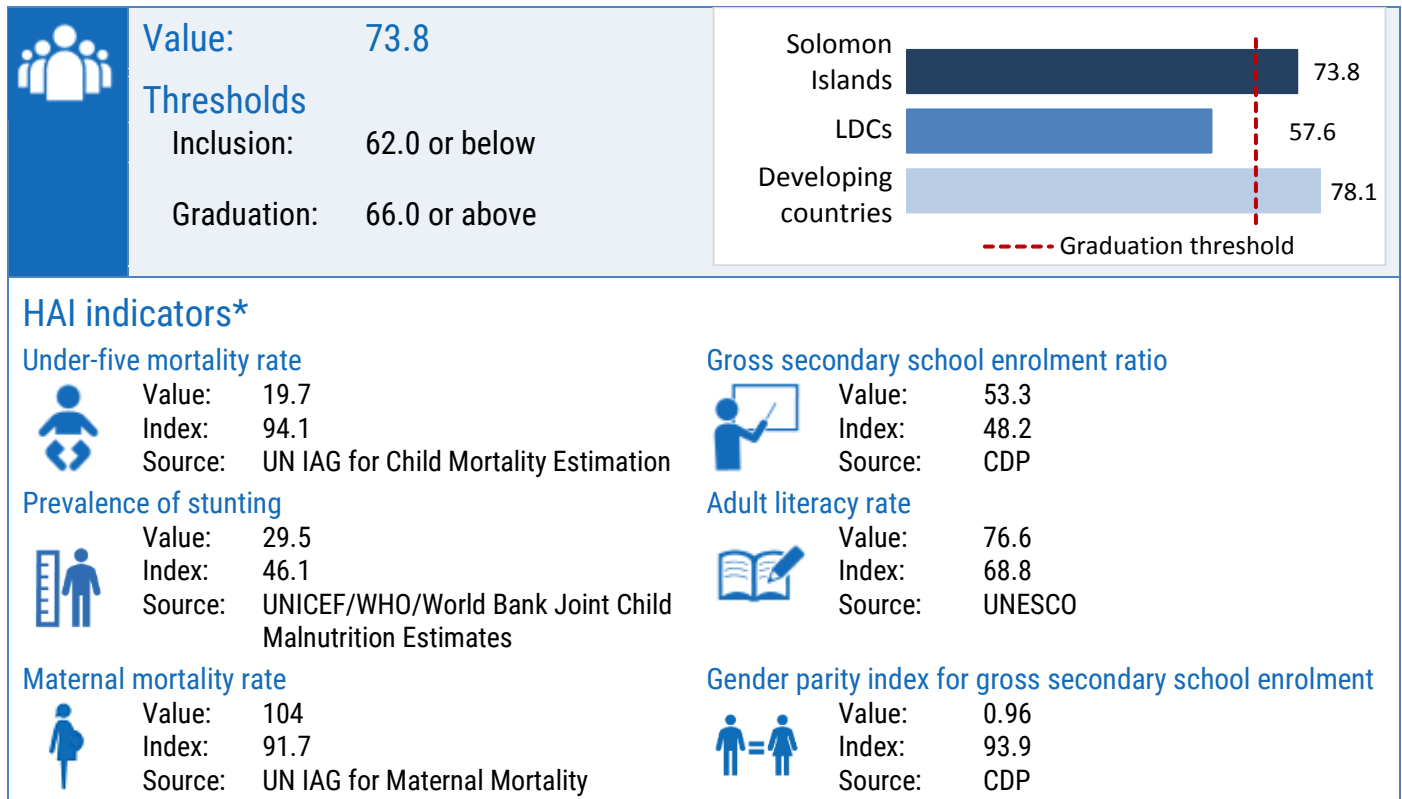 Value: 73.8
Thresholds
Inclusion: 62.0 or below
Graduation: 66.0 or above
Solomon
Islands
73.8
LDCs
57.6
Developing
countries
78.1
Graduation threshold
HAI indicators*
Under-five mortality rate
Value: 19.7
Index: 94.1
Source: UN IAG for Child Mortality Estimation
Prevalence of stunting
Value: 29.5
Index: 46.1
Source: UNICEF/WHO/World Bank Joint Child
Malnutrition Estimates
Maternal mortality rate
Value: 104
Index: 91.7
Source: UN IAG for Maternal Mortality
Gross secondary school enrolment ratio
Value: 53.3
Index: 48.2
Source: CDP
Adult literacy rate
Value: 76.6
Index: 68.8
Source: UNESCO
Gender parity index for gross secondary school enrolment
Value: 0.96
Index: 93.9
Source: CDP